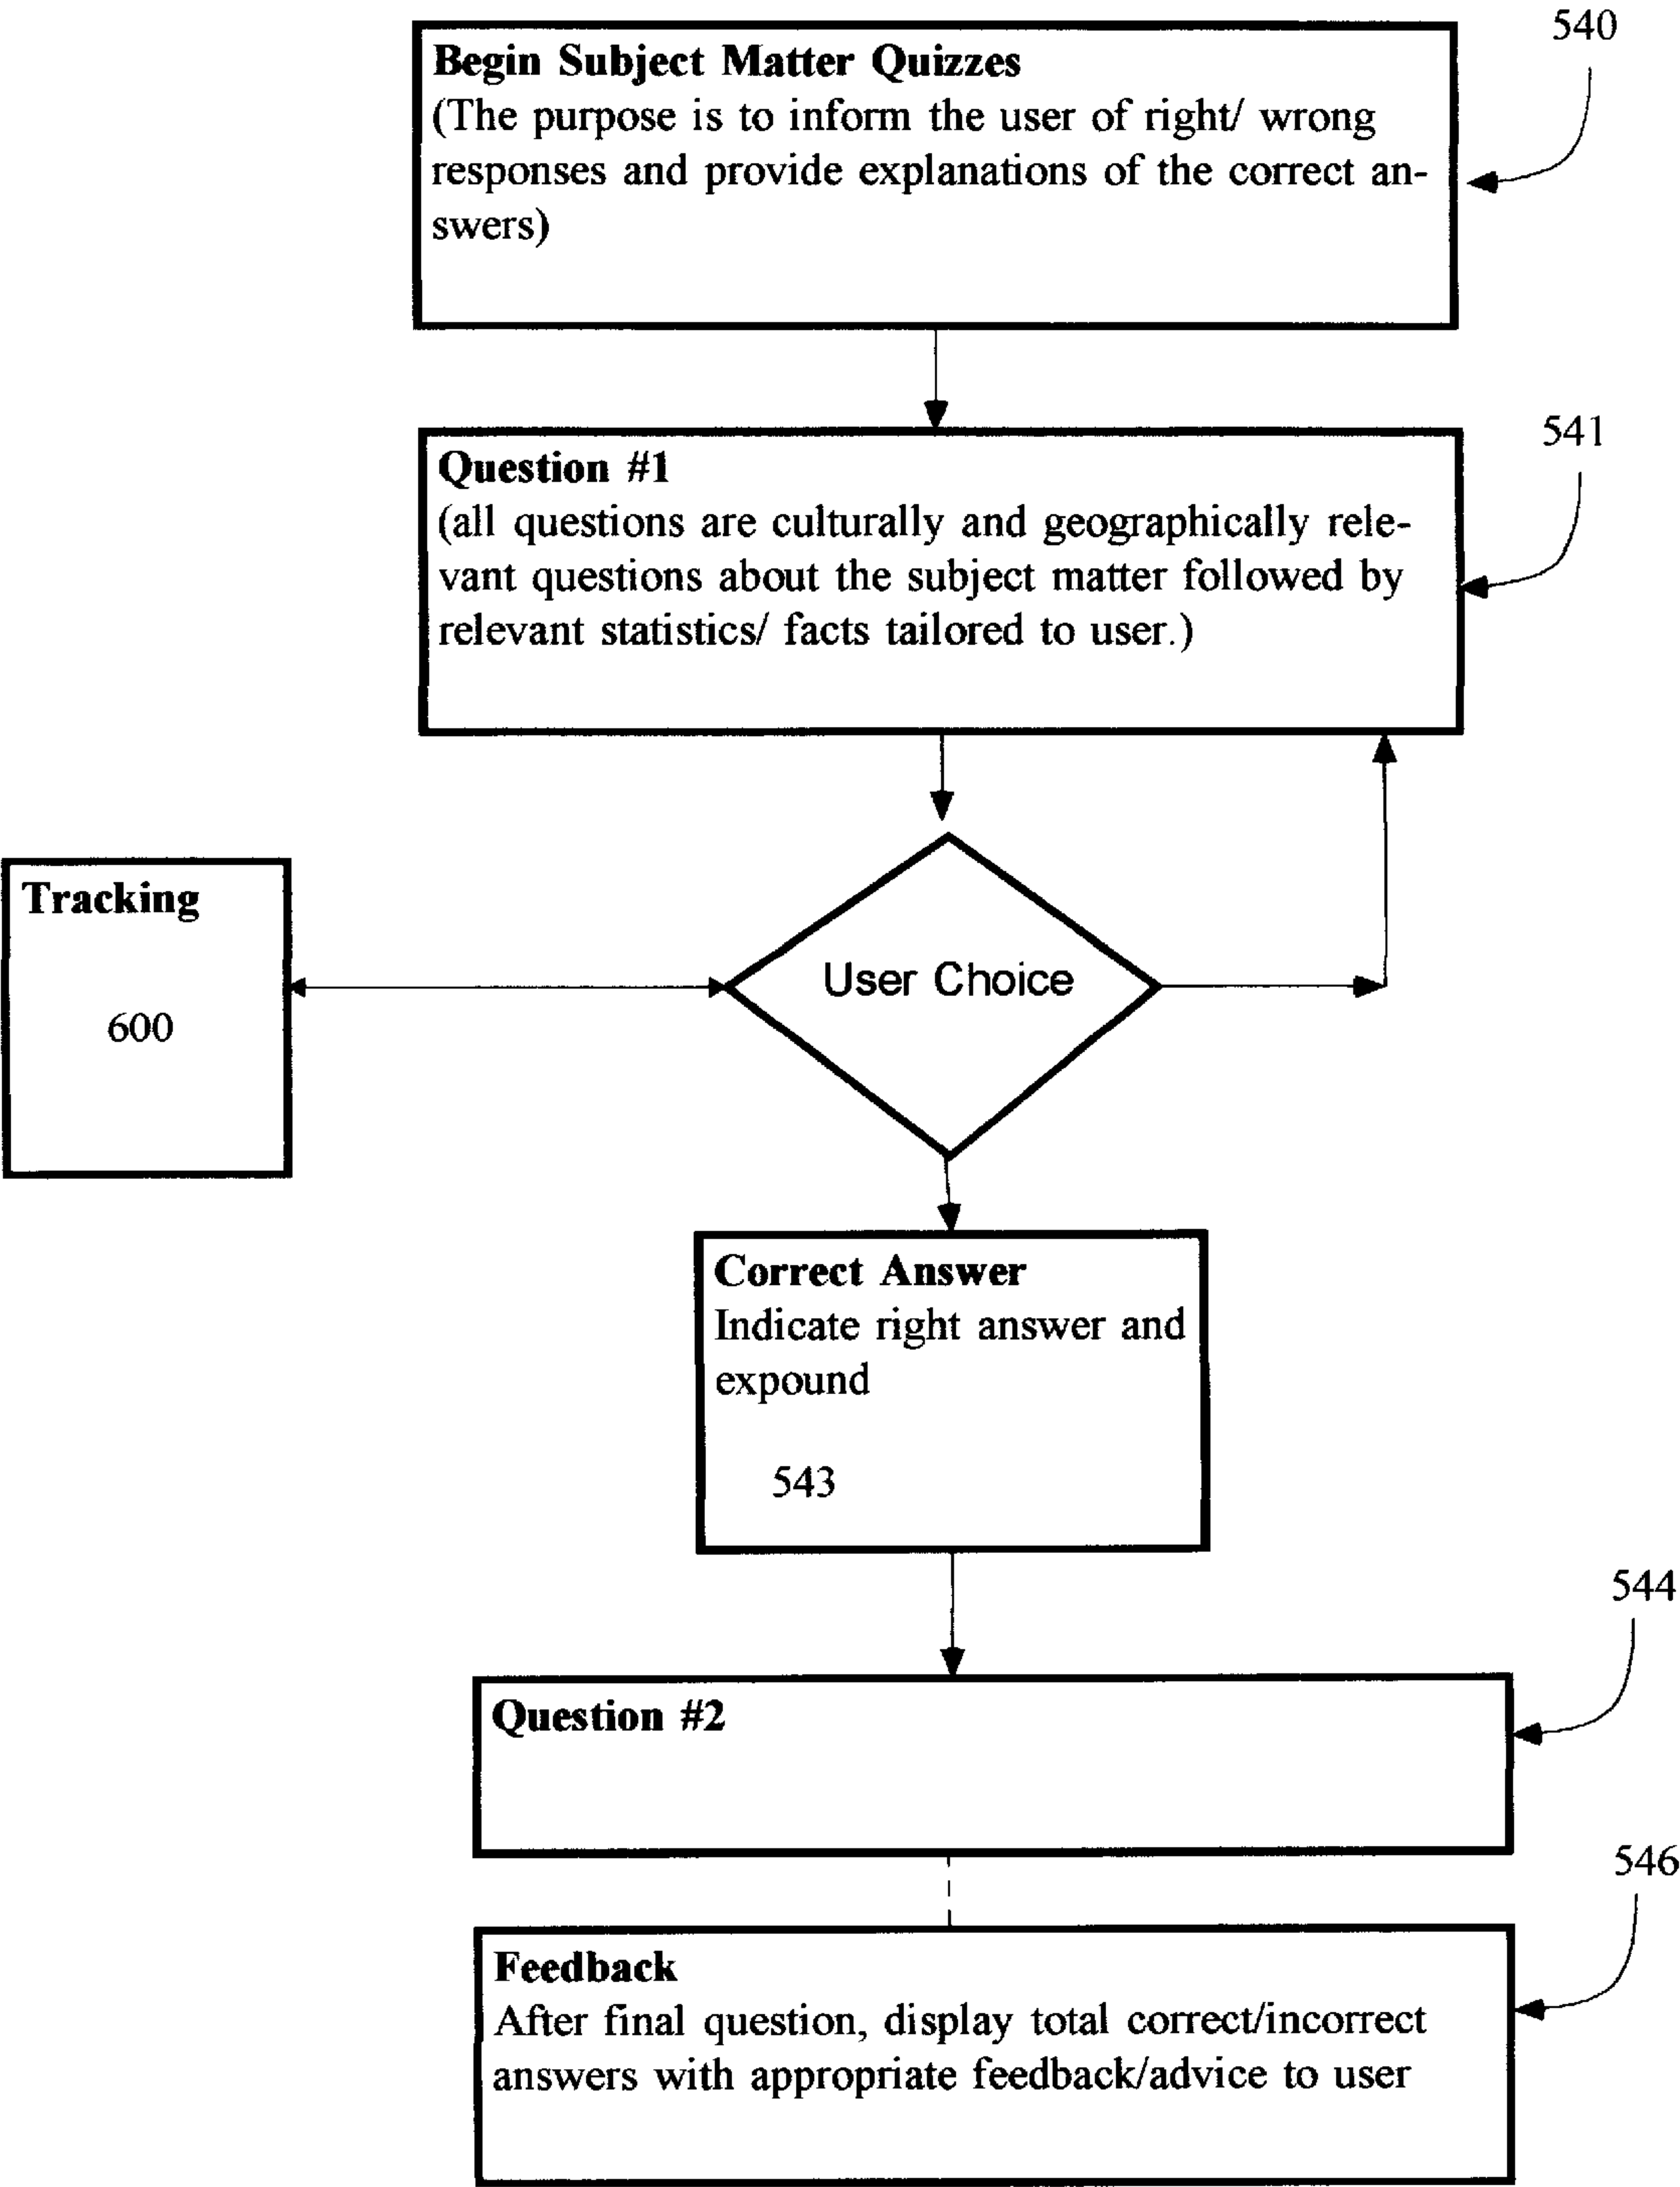 540
Begin Subject Matter Quizzes
(The purpose is to inform the user of right/ wrong
responses and provide explanations of the correct an-
swers)
541
Question #1
(all questions are culturally and geographically rele-
vant questions about the subject matter followed by
relevant statistics/ facts tailored to user.)
Tracking
600
User Choice
Correct Answer
Indicate right answer and
expound
543
544
Question #2
546
Feedback
After final question, display total correct/incorrect
answers with appropriate feedback/advice to user